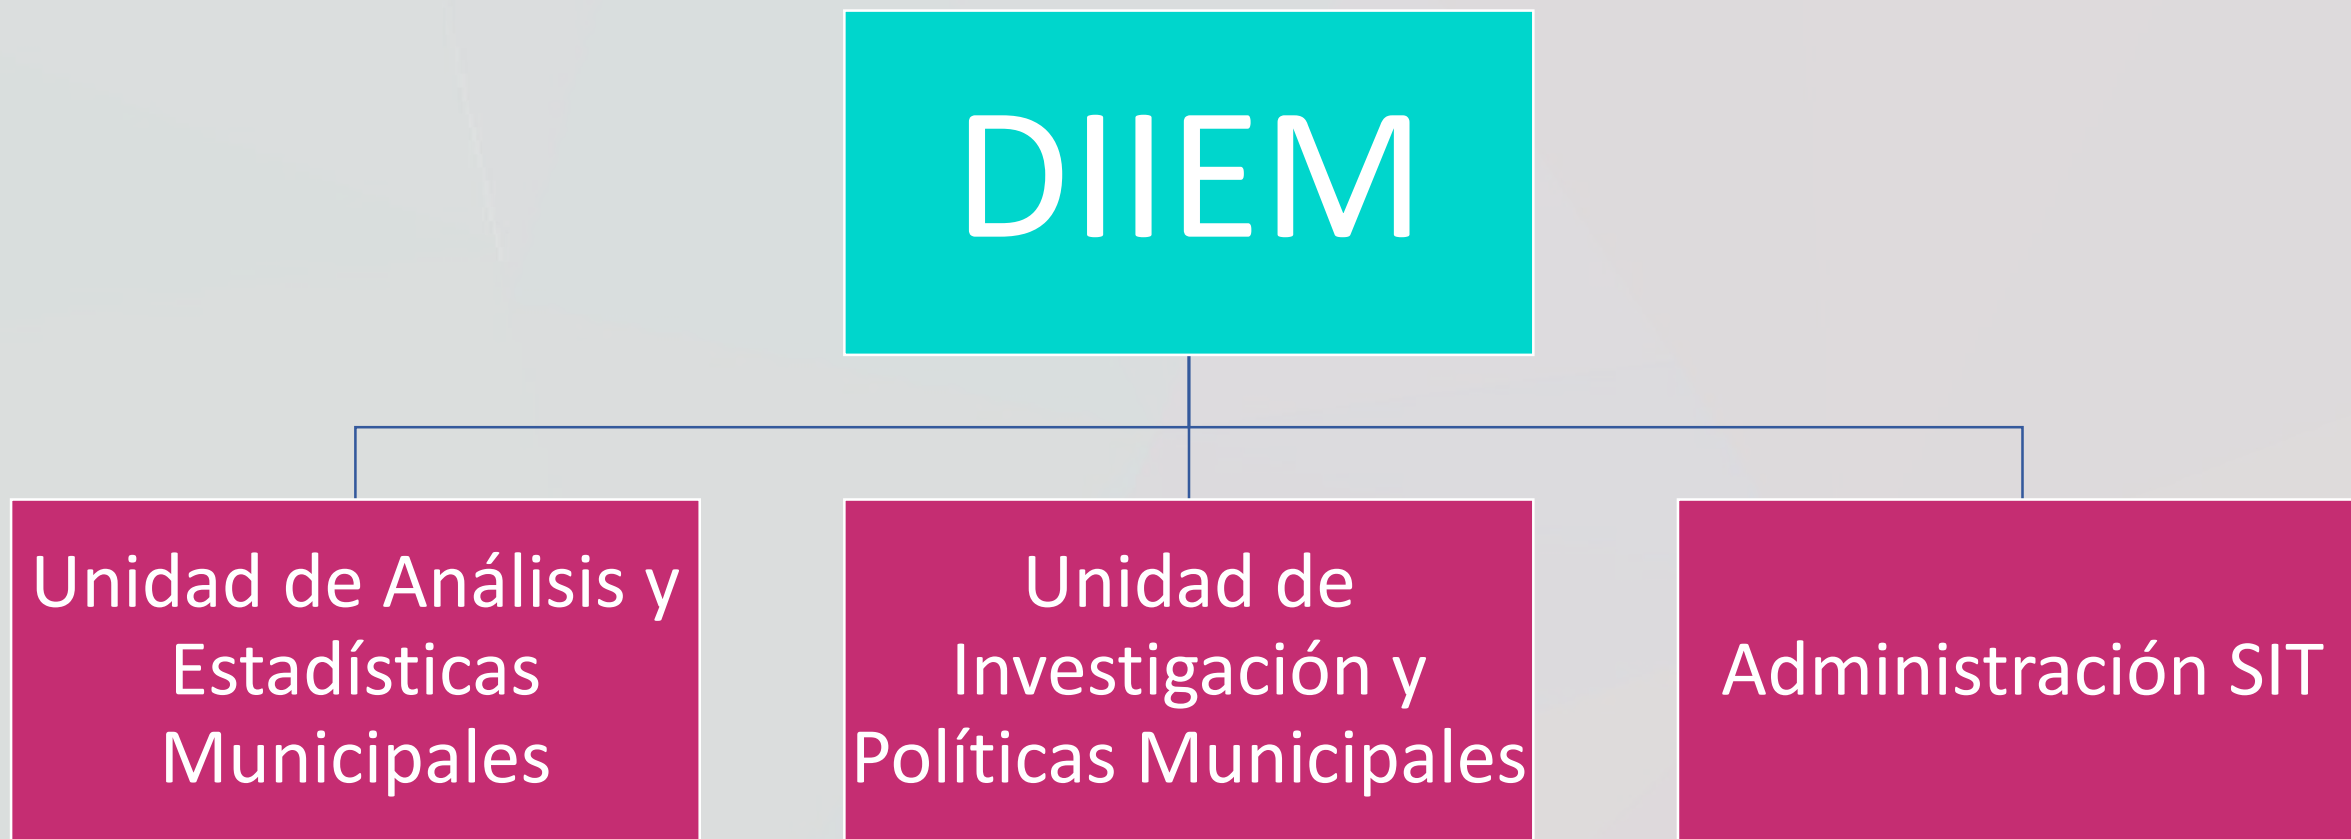 DIIEM
Unidad de Análisis y
Estadísticas
Municipales
Unidad de
Investigación y
Políticas Municipales
Administración SIT